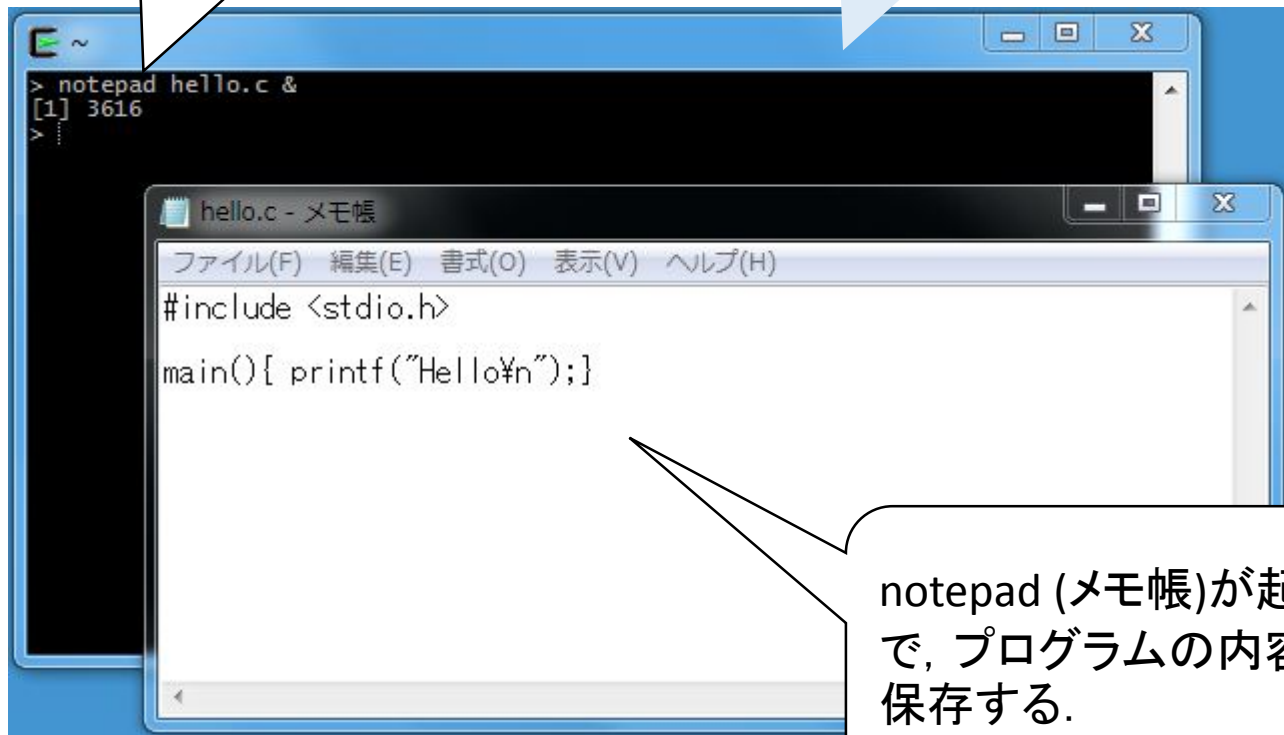 ~
> notepad hello.c &
[1] 3616
>
hello.c - メモ帳
ファイル(F) 編集(E) 書式(O) 表示(V) ヘルプ(H)
#include <stdio.h>
main(){ printf("Hello¥n");}
notepad (メモ帳)が起
で, プログラムの内容
保存する.